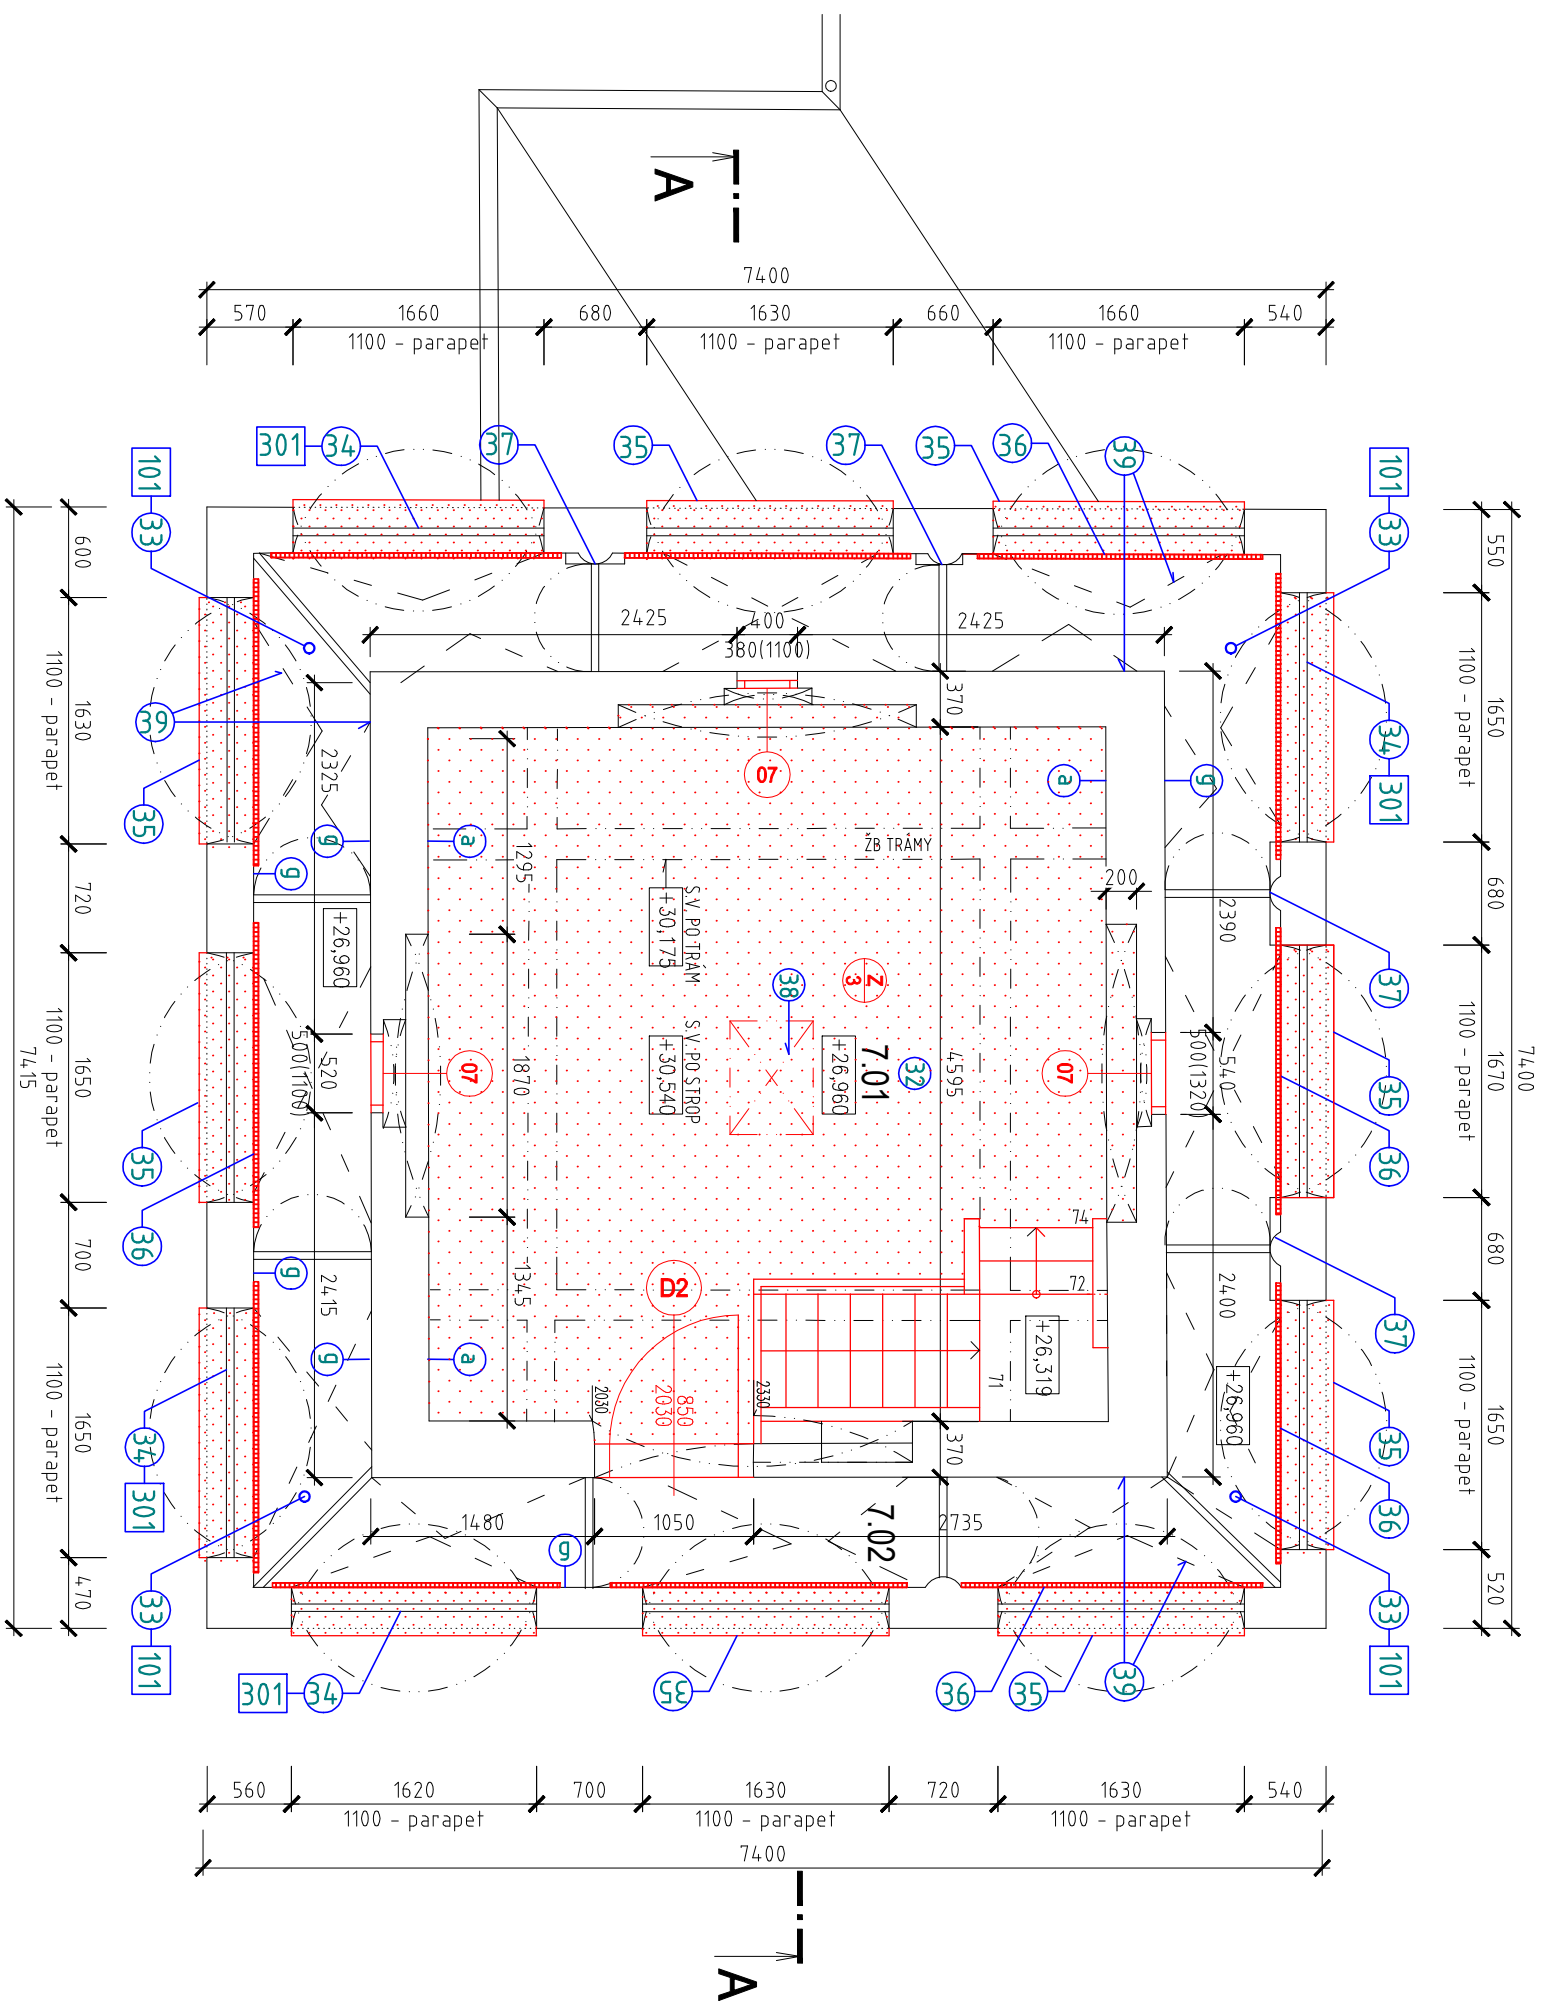 A
7400
570 1660 680 1630 660 1660 540
1100 - parapet 1100 - parapet 1100 - parapet
301 34 37 35 37 35 36 39
101 33
101 33
600 1630 720 1650 700 1650 470
1100 - parapet 1100 - parapet 1100 - parapet
7415
550 1650 680 1670 680 1650 520
1100 - parapet 1100 - parapet 1100 - parapet
7400
2425 400 2425
380(1100)
370
39
35
34
301
07
a g
g a
g
2325
1295
ŽB TRÁMY
200
2390
+26,960
S.V. PO TRÁM
+30,175
Z
3
38
37
S.V. PO STROP
+30,540
+26,960
7.01
32
4595
07
07
520
500(1100)
1870
540
500(1320)
35
36
35
36
74
72
71
g
2415
g a
1345
D2
850
2030
2030
2330
+26,319
2400
+26,960
37
35
36
370
34
301
1480 1050 2735
7.02
g
33 101
33 101
301 34 35 36 35 39
560 1620 700 1630 720 1630 540
1100 - parapet 1100 - parapet 1100 - parapet
7400
A